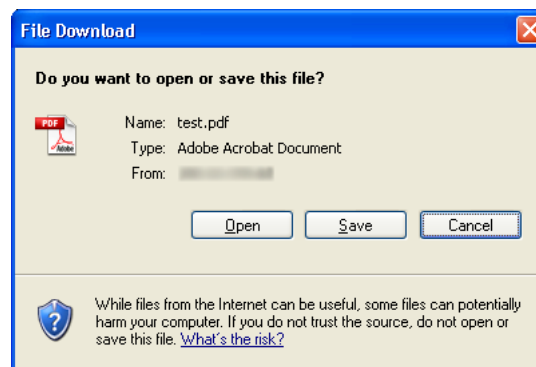 File Download
Do you want to open or save this file?
PDF
Adobe
Name: test.pdf
Type: Adobe Acrobat Document
From:
Open Save Cancel
While files from the Internet can be useful, some files can potentially
harm your computer. If you do not trust the source, do not open or
save this file. What's the risk?